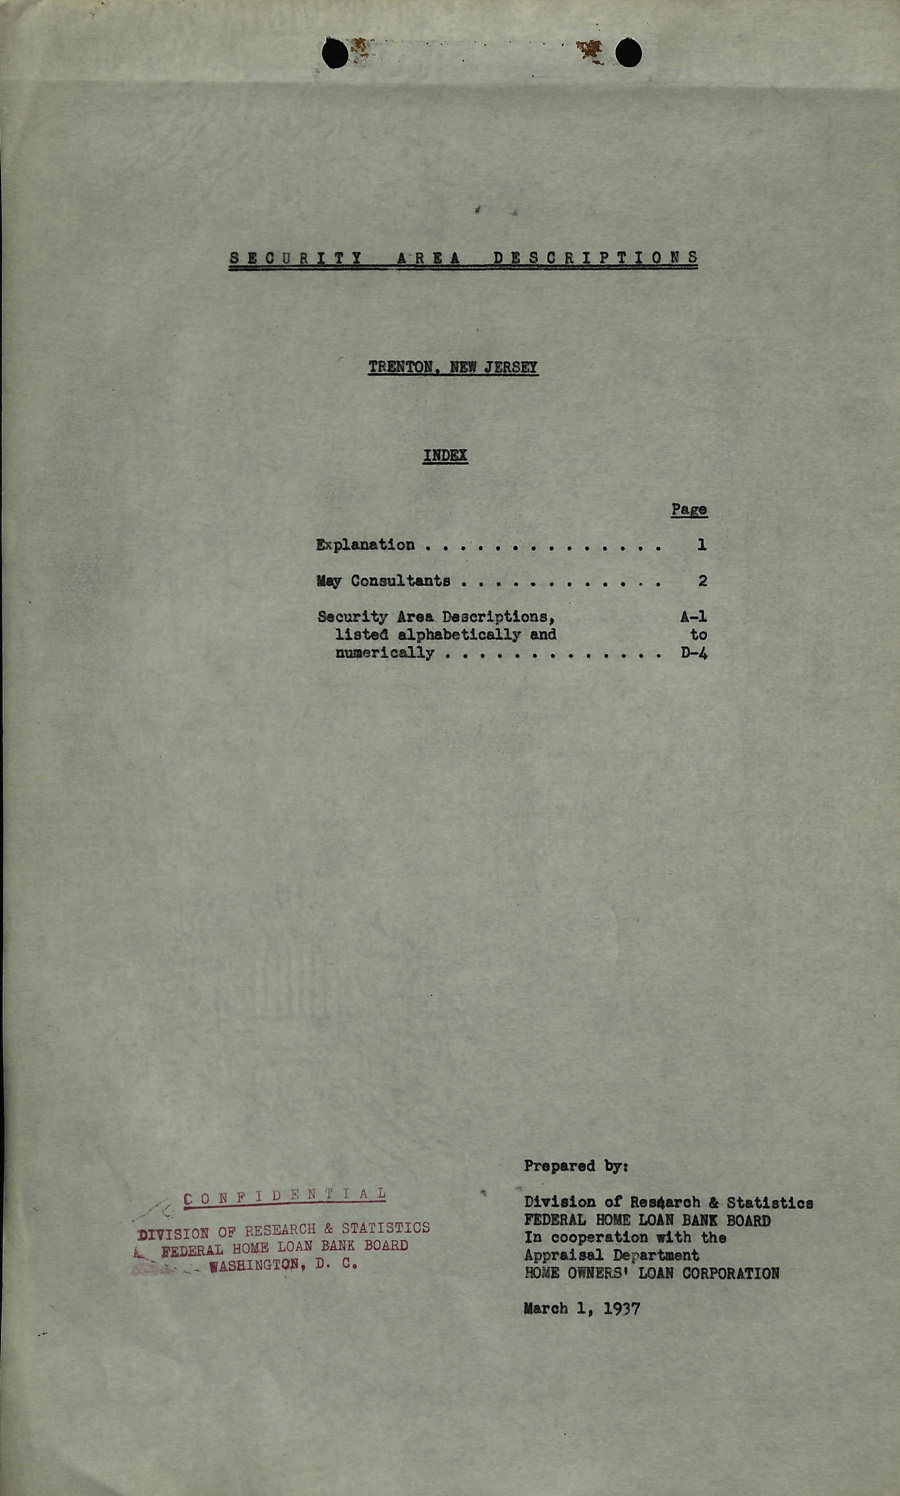 SECURITY AREA DESCRIPTIONS
TRENTON, NEW JERSEY
INDEX
Page
Explanation . . . . . . . . . . . . . . 1
May Consultants . . . . . . . . . . . . 2
Security Area Descriptions, A-1
listed alphabetically and to
numerically . . . . . . . . . . . . . D-4
CONFIDENTIAL
DIVISION OF RESEARCH & STATISTICS
FEDERAL HOME LOAN BANK BOARD
WASHINGTON, D. C.
Prepared by:
Division of Research & Statistics
FEDERAL HOME LOAN BANK BOARD
In cooperation with the
Appraisal Department
HOME OWNERS' LOAN CORPORATION
March 1, 1937